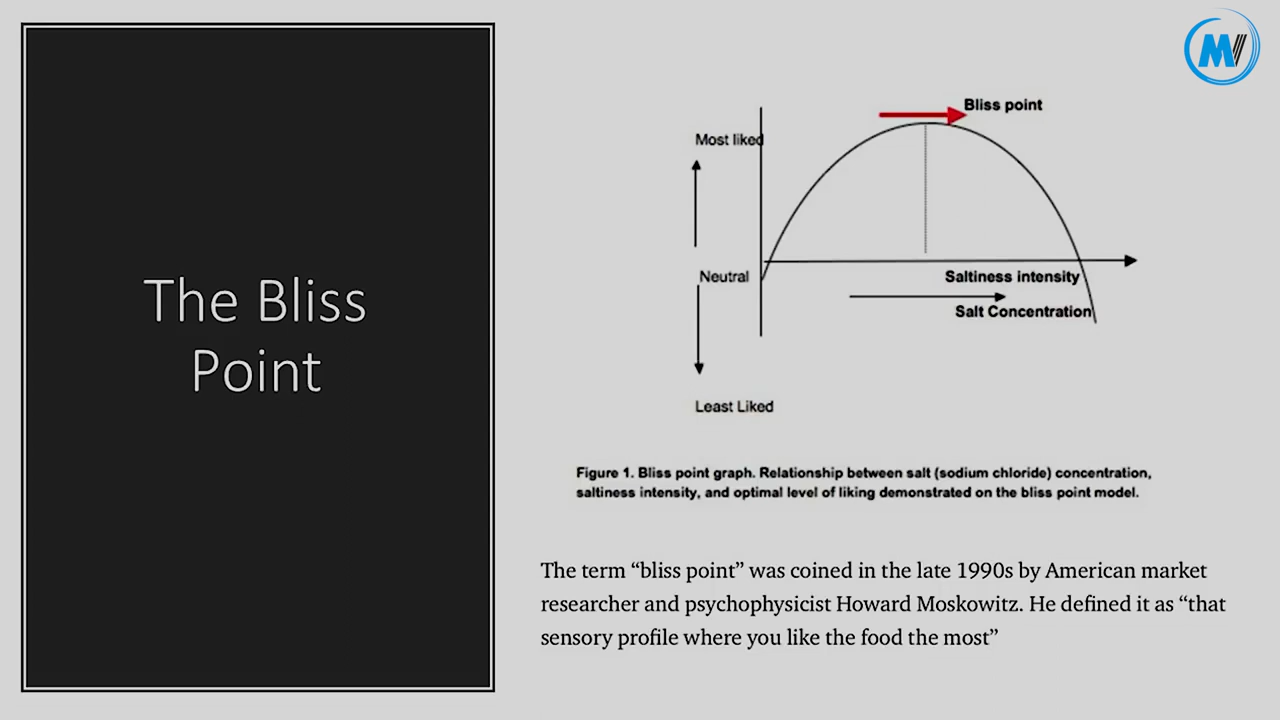 The Bliss
Point
MV
Bliss point
Most liked
Neutral
Saltiness intensity
Salt Concentration
Least Liked
Figure 1. Bliss point graph. Relationship between salt (sodium chloride) concentration,
saltiness intensity, and optimal level of liking demonstrated on the bliss point model.
The term “bliss point” was coined in the late 1990s by American market
researcher and psychophysicist Howard Moskowitz. He defined it as “that
sensory profile where you like the food the most”